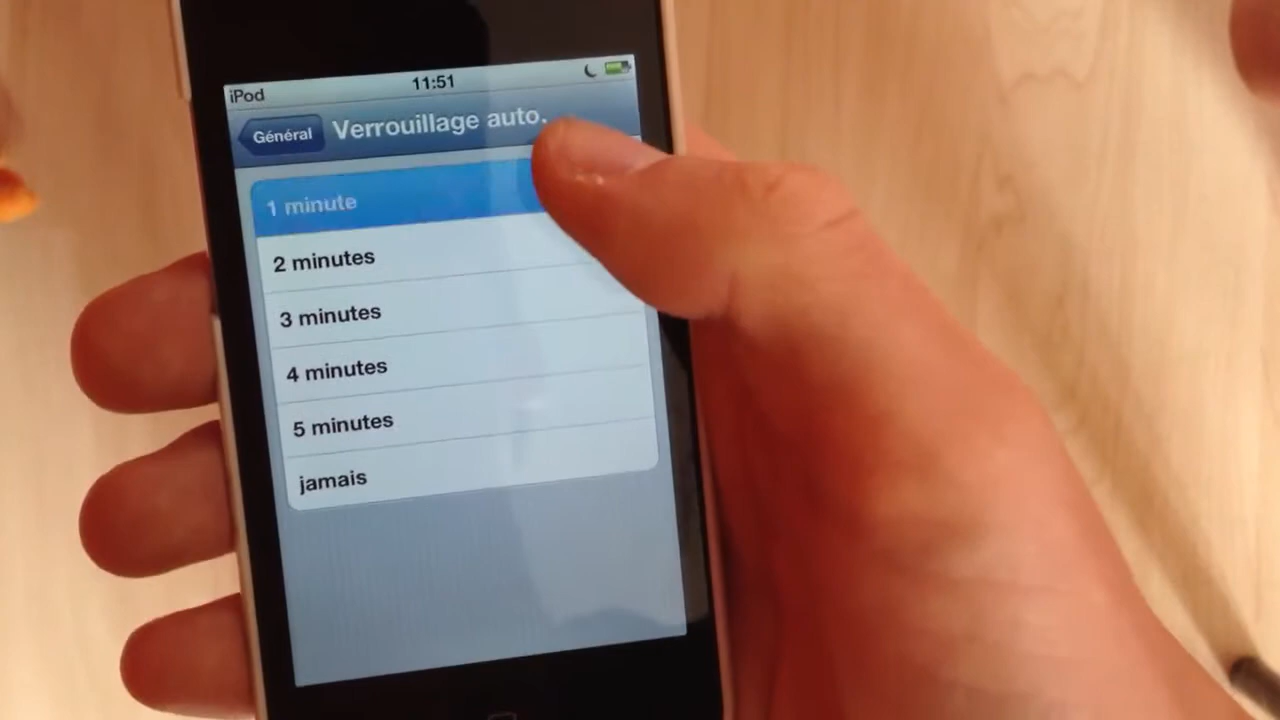 iPod 11:51
Général Verrouillage auto.
1 minute
2 minutes
3 minutes
4 minutes
5 minutes
jamais